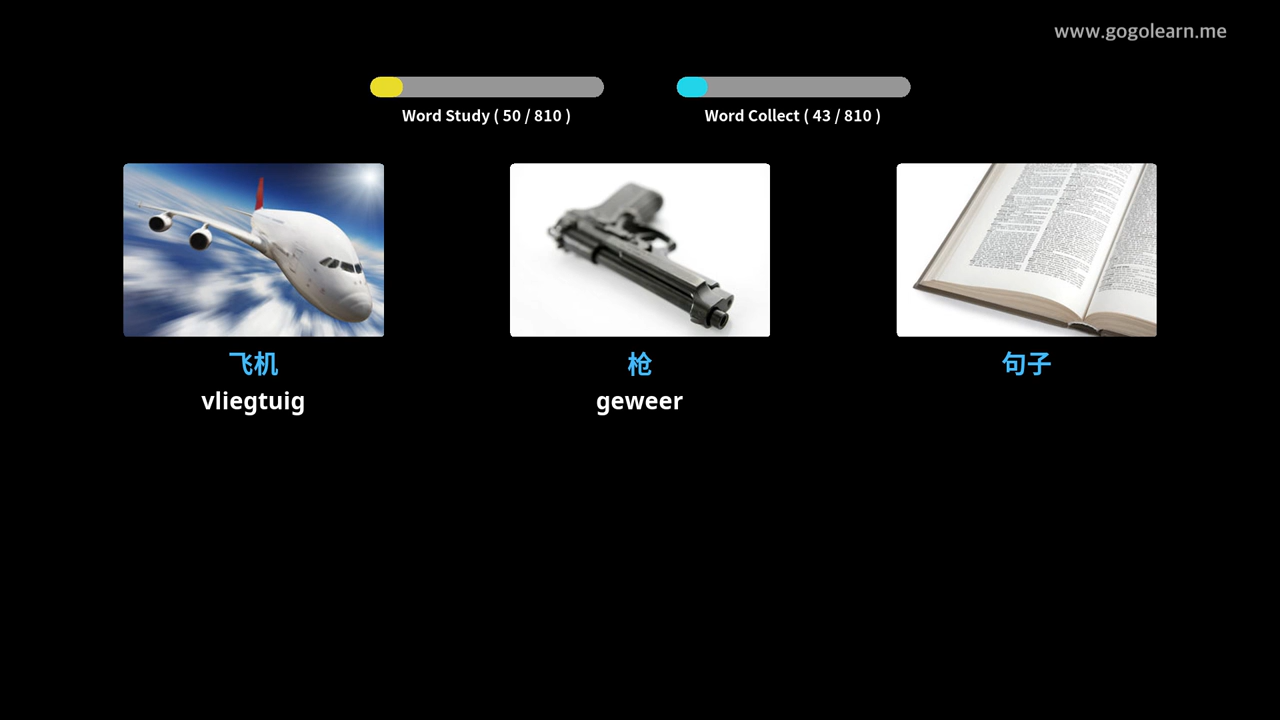 www.gogolearn.me
Word Study ( 50 / 810 )
Word Collect ( 43 / 810 )
飞机
枪
句子
vliegtuig
geweer